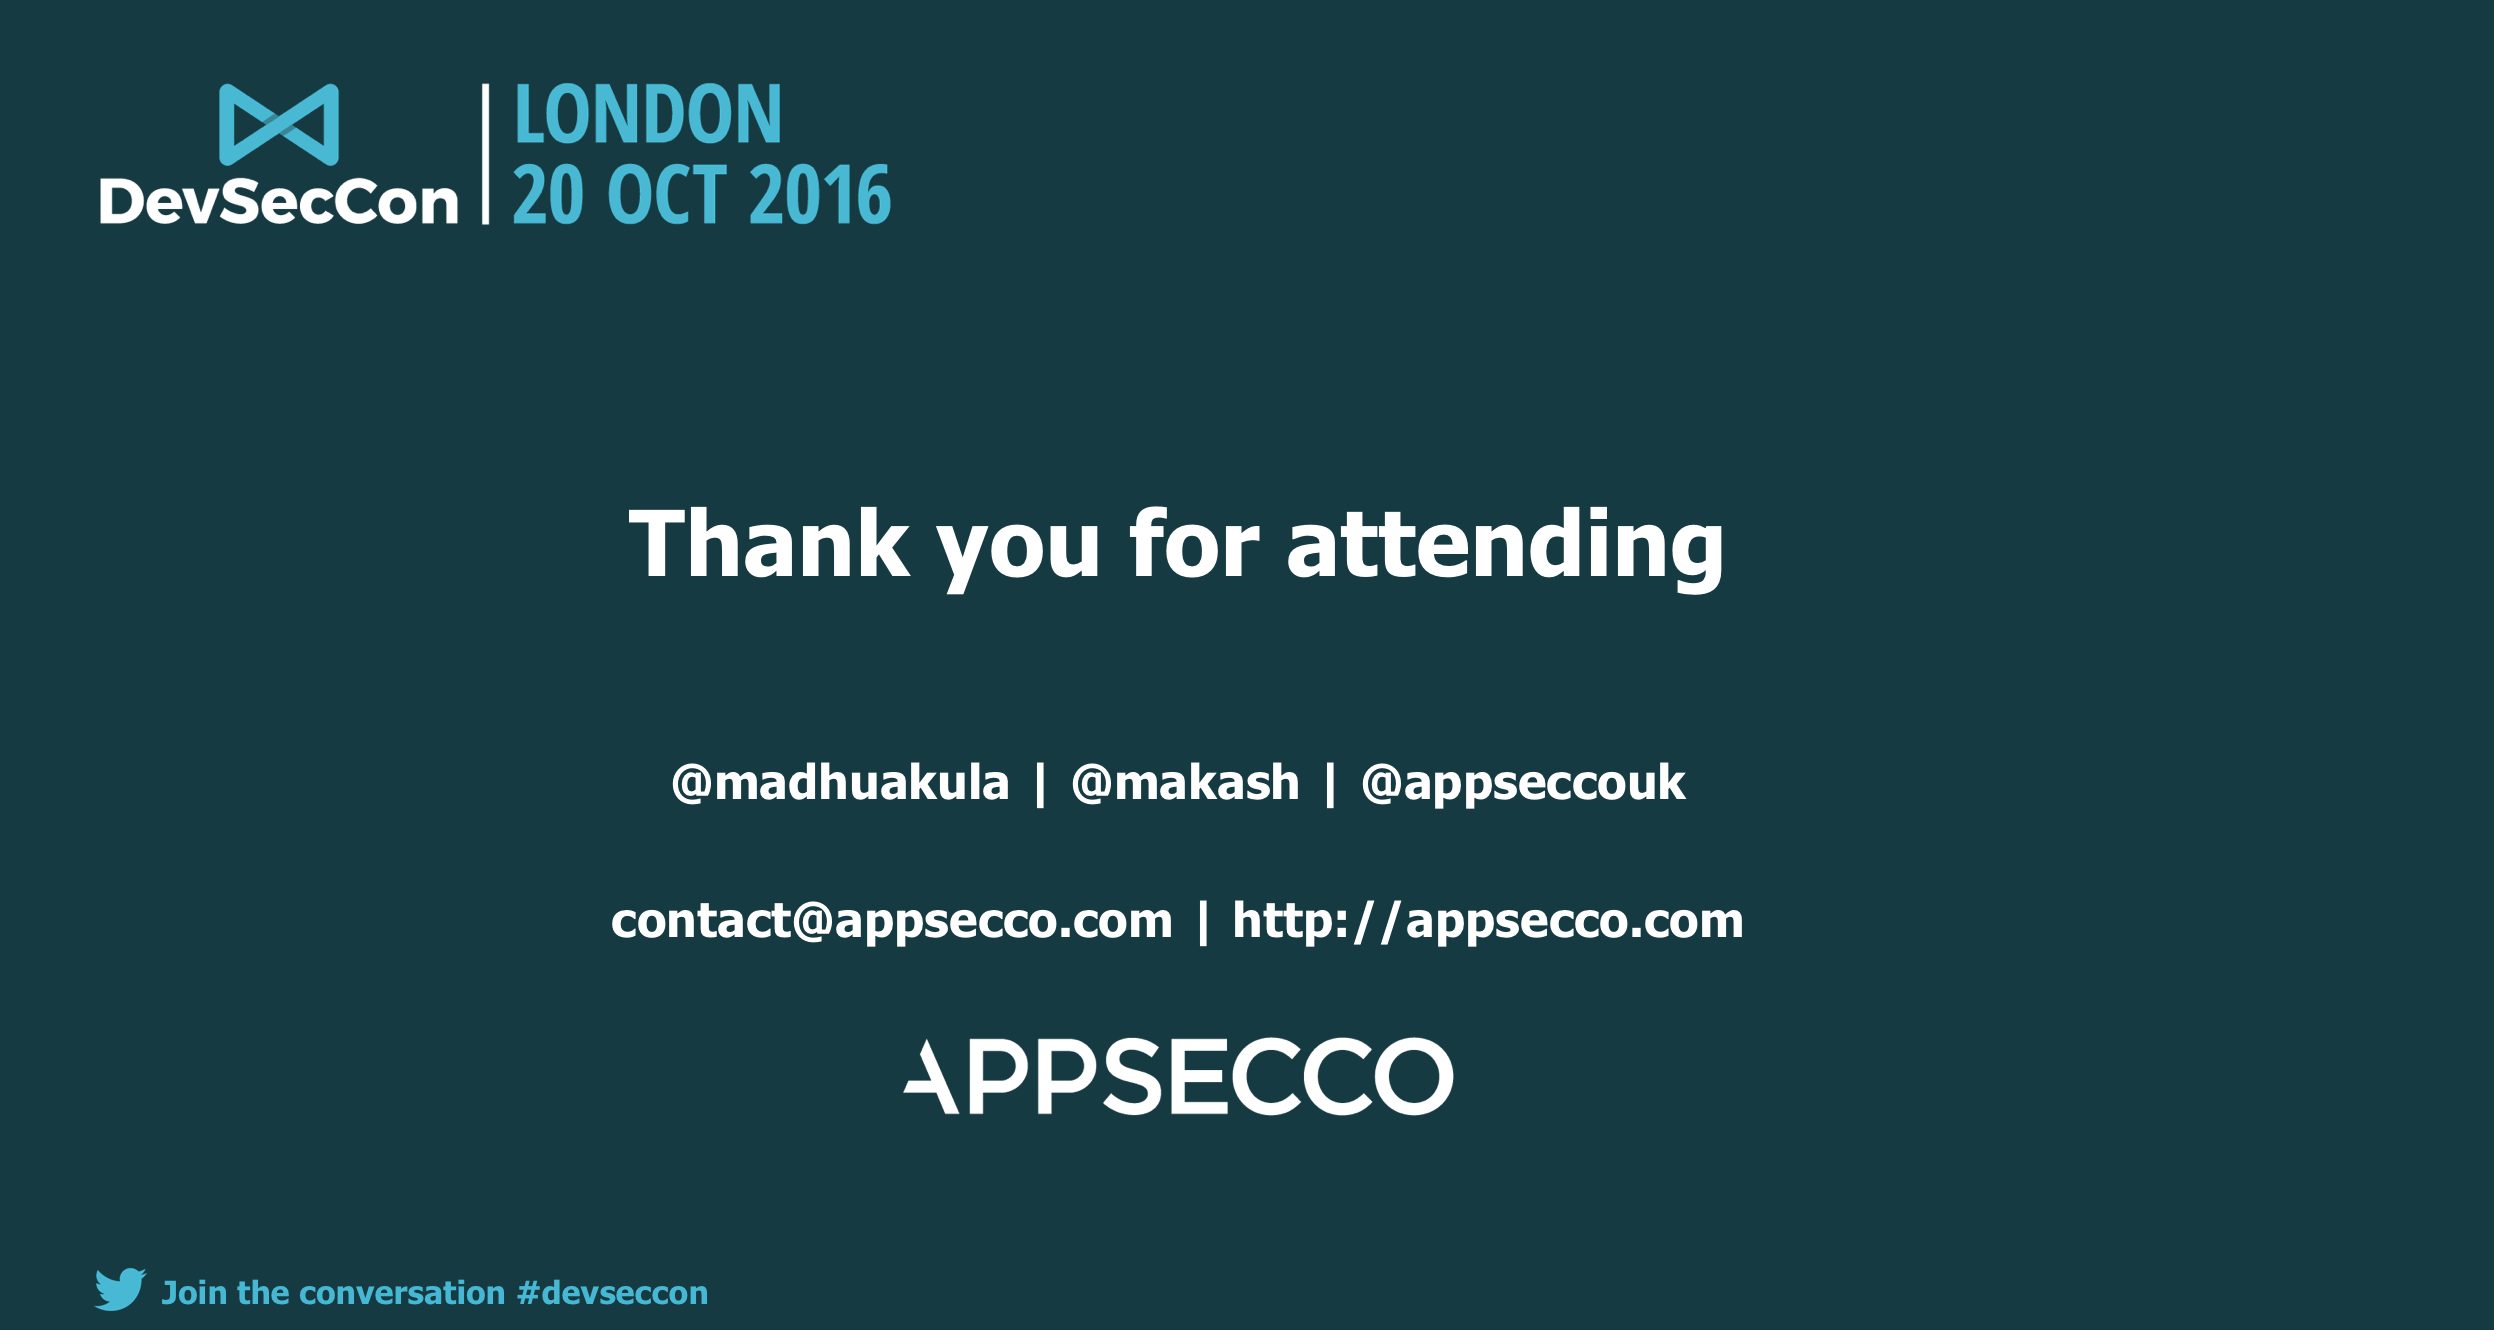 DevSecCon
LONDON
20 OCT 2016
Thank you for attending
@madhuakula | @makash | @appseccouk
contact@appsecco.com | http://appsecco.com
APPSECCO
Join the conversation #devseccon